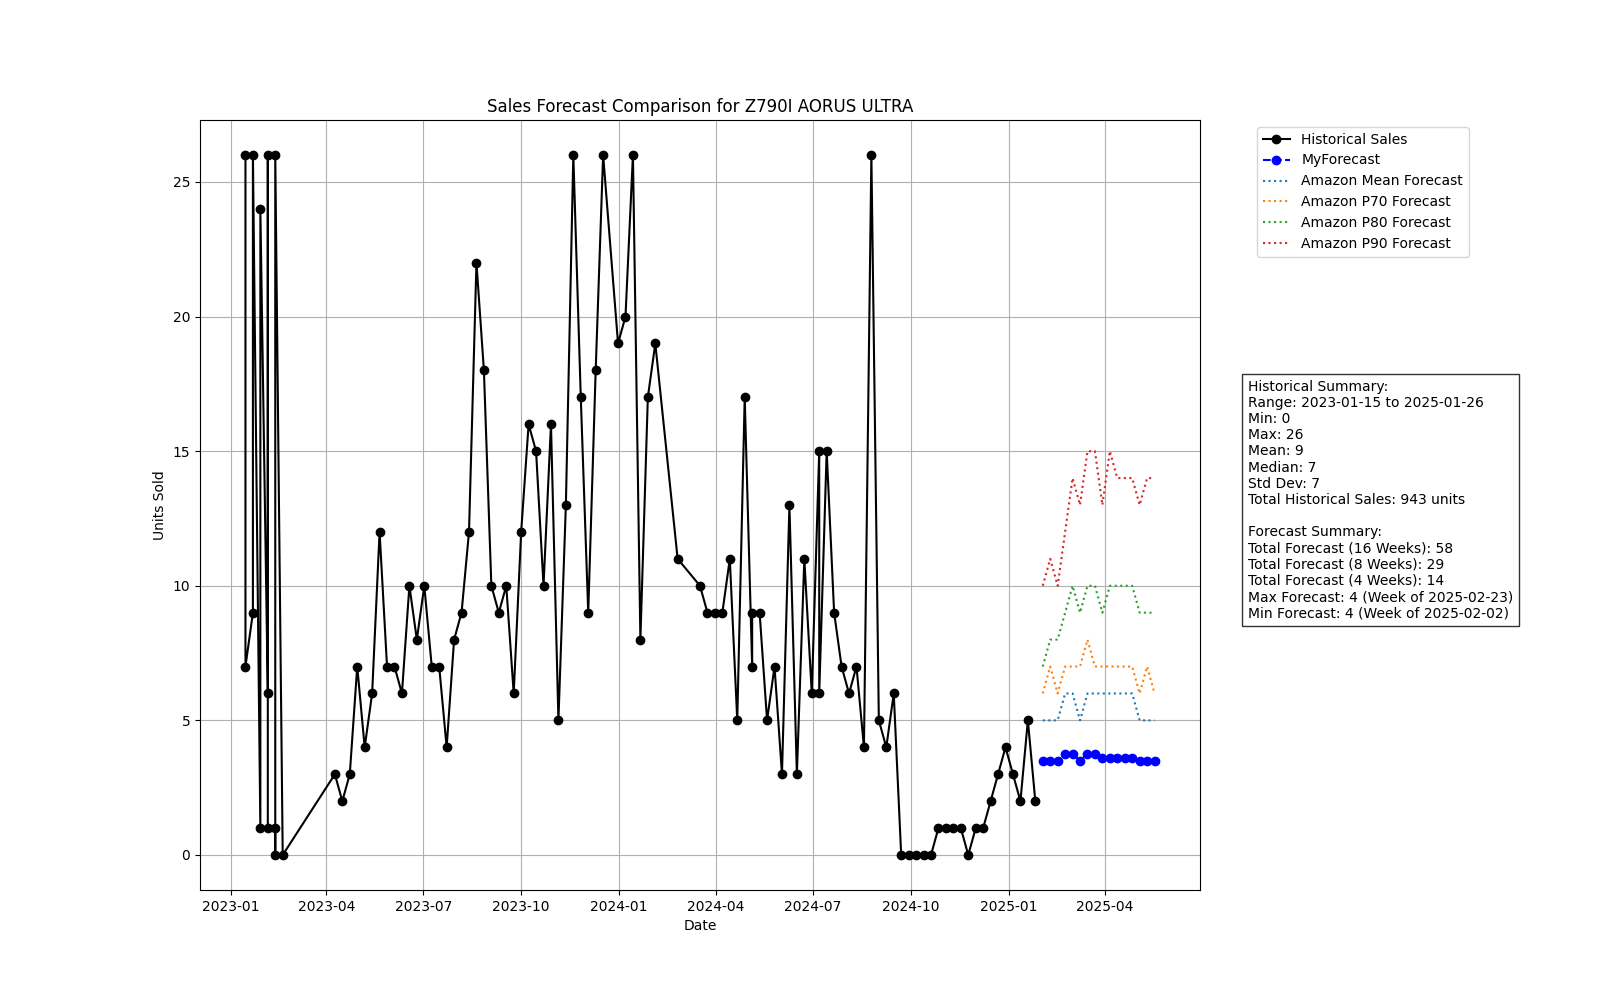 Sales Forecast Comparison for Z790I AORUS ULTRA
Units Sold
25
20
15
10
5
0
2023-01 2023-04 2023-07 2023-10 2024-01 2024-04 2024-07 2024-10 2025-01 2025-04
Date
Historical Sales
MyForecast
Amazon Mean Forecast
Amazon P70 Forecast
Amazon P80 Forecast
Amazon P90 Forecast
Historical Summary:
Range: 2023-01-15 to 2025-01-26
Min: 0
Max: 26
Mean: 9
Median: 7
Std Dev: 7
Total Historical Sales: 943 units
Forecast Summary:
Total Forecast (16 Weeks): 58
Total Forecast (8 Weeks): 29
Total Forecast (4 Weeks): 14
Max Forecast: 4 (Week of 2025-02-23)
Min Forecast: 4 (Week of 2025-02-02)